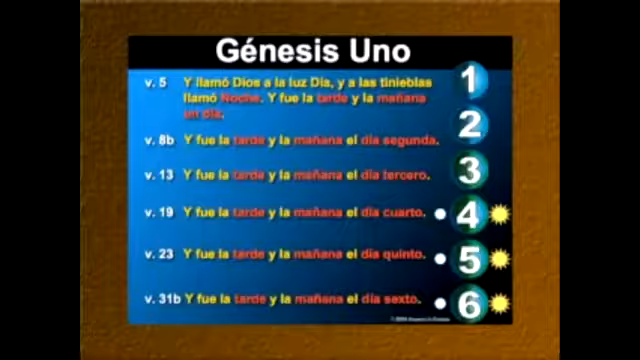 Génesis Uno
v. 5 Y llamó Dios a la luz Día, y a las tinieblas
llamó Noche. Y fue la tarde y la mañana
un día.
1
2
v. 8b Y fue la tarde y la mañana el día segunda.
v. 13 Y fue la tarde y la mañana el día tercero.
3
v. 19 Y fue la tarde y la mañana el día cuarto.
4
v. 23 Y fue la tarde y la mañana el día quinto.
5
v. 31b Y fue la tarde y la mañana el día sexto.
6